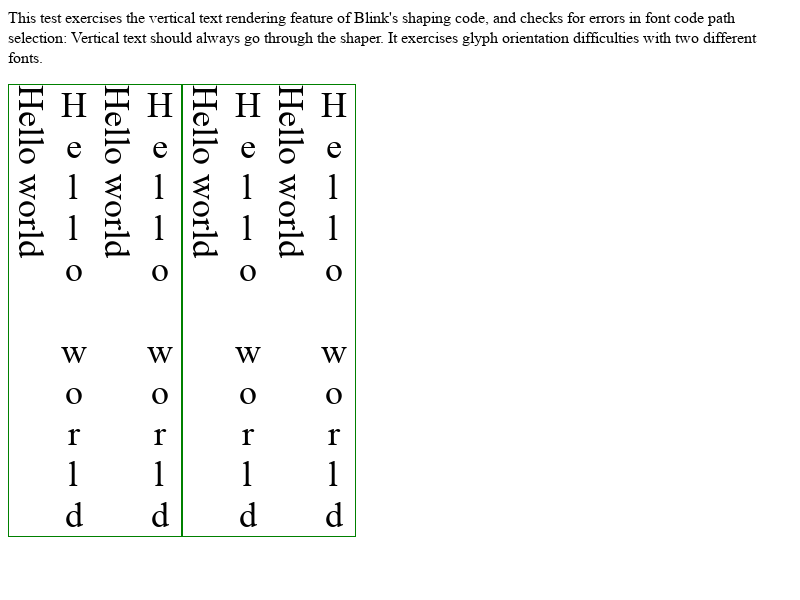 This test exercises the vertical text rendering feature of Blink's shaping code, and checks for errors in font code path
selection: Vertical text should always go through the shaper. It exercises glyph orientation difficulties with two different
fonts.
Hello world
Hello world
Hello world
Hello world
Hello world
Hello world
Hello world
Hello world